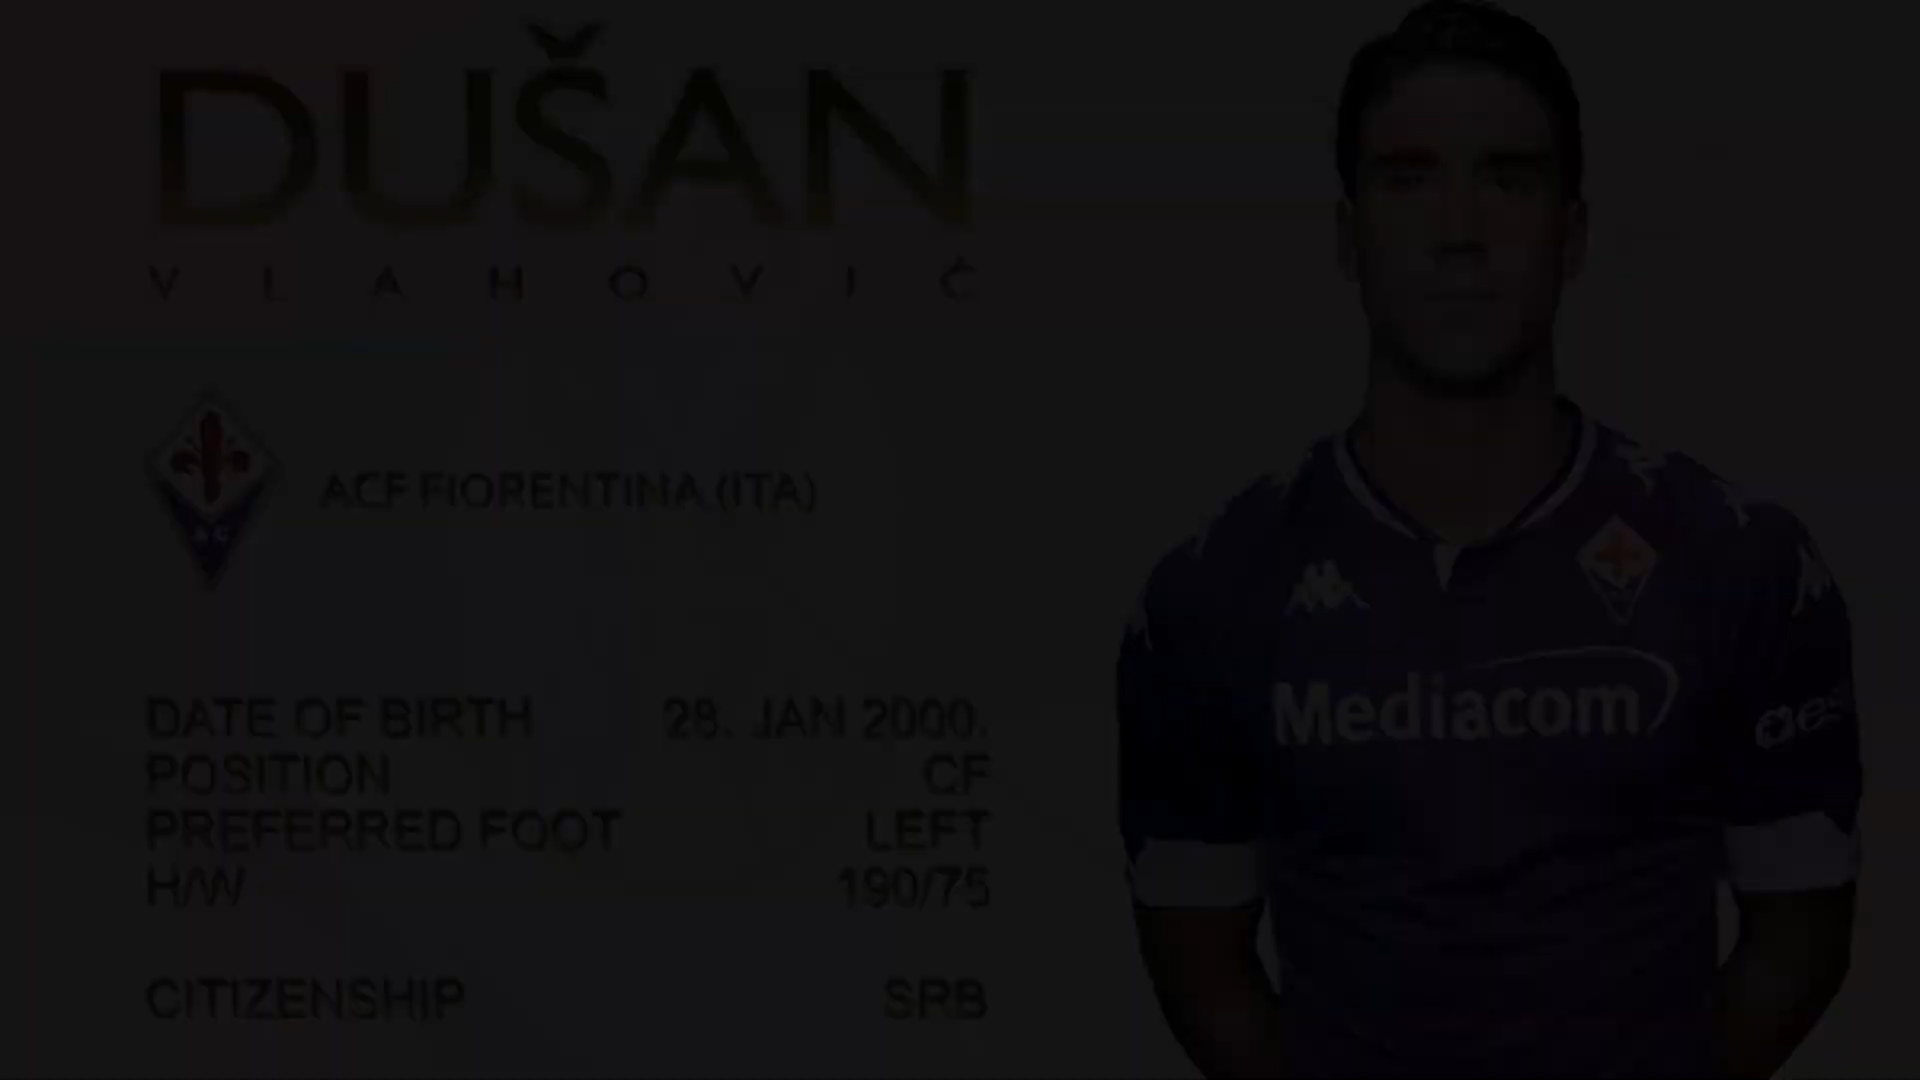 DUŠAN
VLAHOVIĆ
ACF FIORENTINA (ITA)
DATE OF BIRTH 28. JAN 2000.
POSITION CF
PREFERRED FOOT LEFT
H/W 190/75
CITIZENSHIP SRB
Mediacom